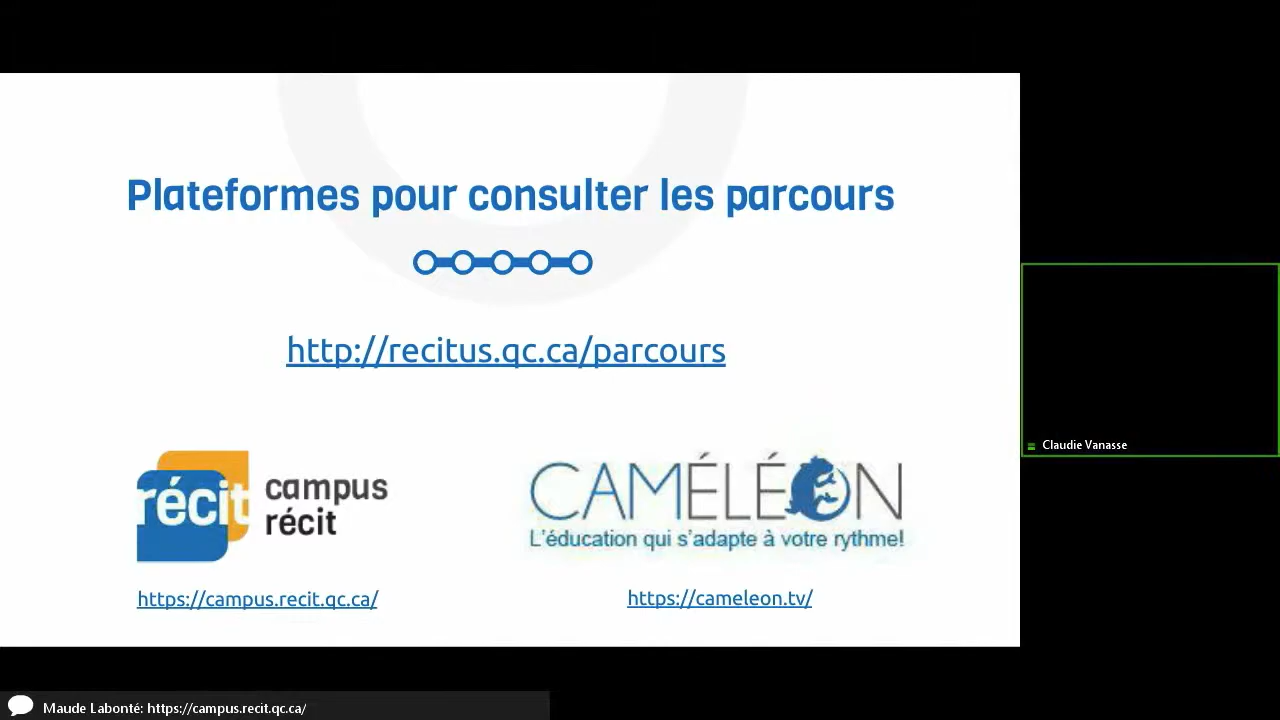 Plateformes pour consulter les parcours
http://recitus.qc.ca/parcours
récit
campus
récit
CAMÉLÉON
L'éducation qui s'adapte à votre rythme!
https://campus.recit.qc.ca/
https://cameleon.tv/
Claudie Vanasse
Maude Labonté: https://campus.recit.qc.ca/